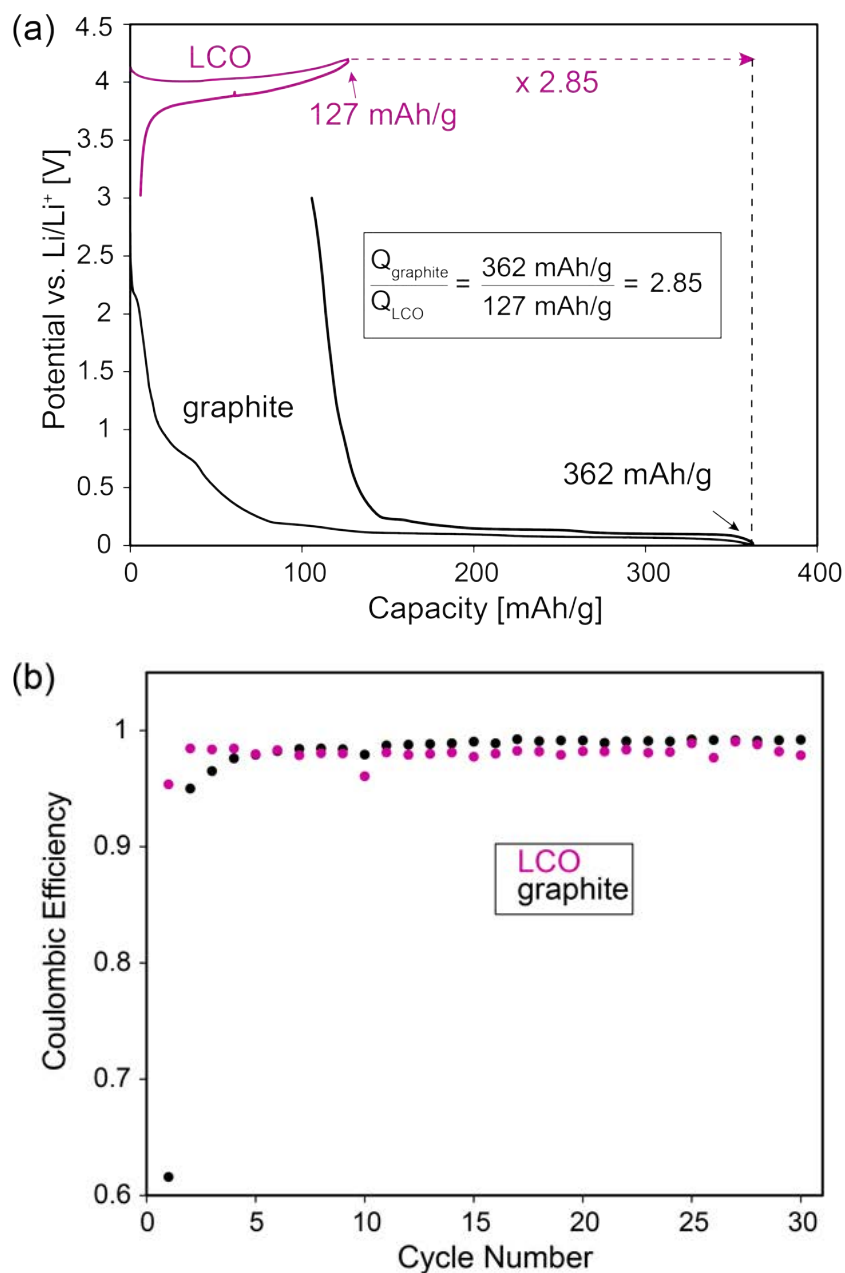 (a)
4.5
4
3.5
3
2.5
2
1.5
1
0.5
0
Potential vs. Li/Li⁺ [V]
LCO
127 mAh/g
x 2.85
Q_graphite / Q_LCO = 362 mAh/g / 127 mAh/g = 2.85
graphite
362 mAh/g
0 100 200 300 400
Capacity [mAh/g]
(b)
1
0.9
0.8
0.7
0.6
Coulombic Efficiency
LCO
graphite
0 5 10 15 20 25 30
Cycle Number